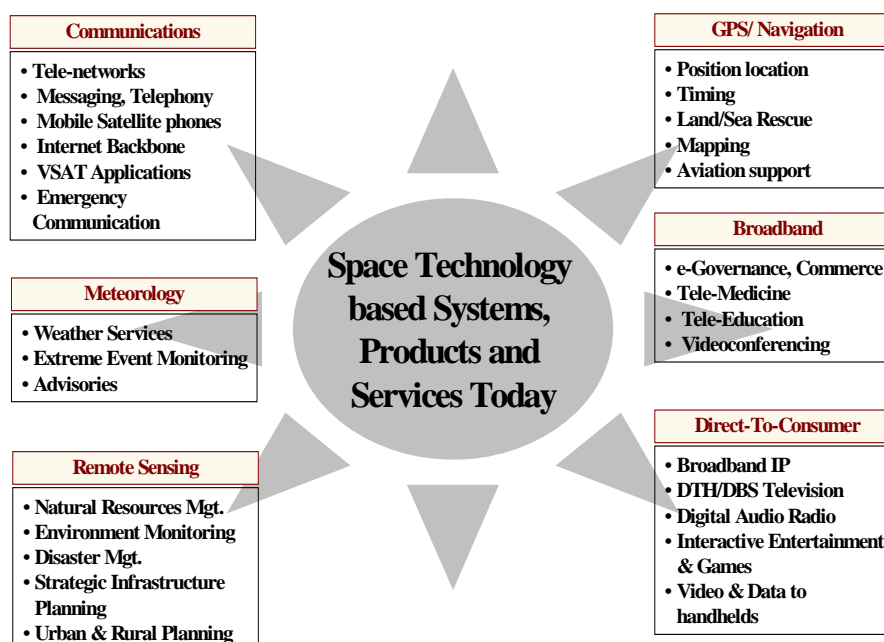 Communications
• Tele-networks
• Messaging, Telephony
• Mobile Satellite phones
• Internet Backbone
• VSAT Applications
• Emergency
Communication
Meteorology
• Weather Services
• Extreme Event Monitoring
• Advisories
Remote Sensing
• Natural Resources Mgt.
• Environment Monitoring
• Disaster Mgt.
• Strategic Infrastructure
Planning
• Urban & Rural Planning
Space Technology
based Systems,
Products and
Services Today
GPS/ Navigation
• Position location
• Timing
• Land/Sea Rescue
• Mapping
• Aviation support
Broadband
• e-Governance, Commerce
• Tele-Medicine
• Tele-Education
• Videoconferencing
Direct-To-Consumer
• Broadband IP
• DTH/DBS Television
• Digital Audio Radio
• Interactive Entertainment
& Games
• Video & Data to
handhelds